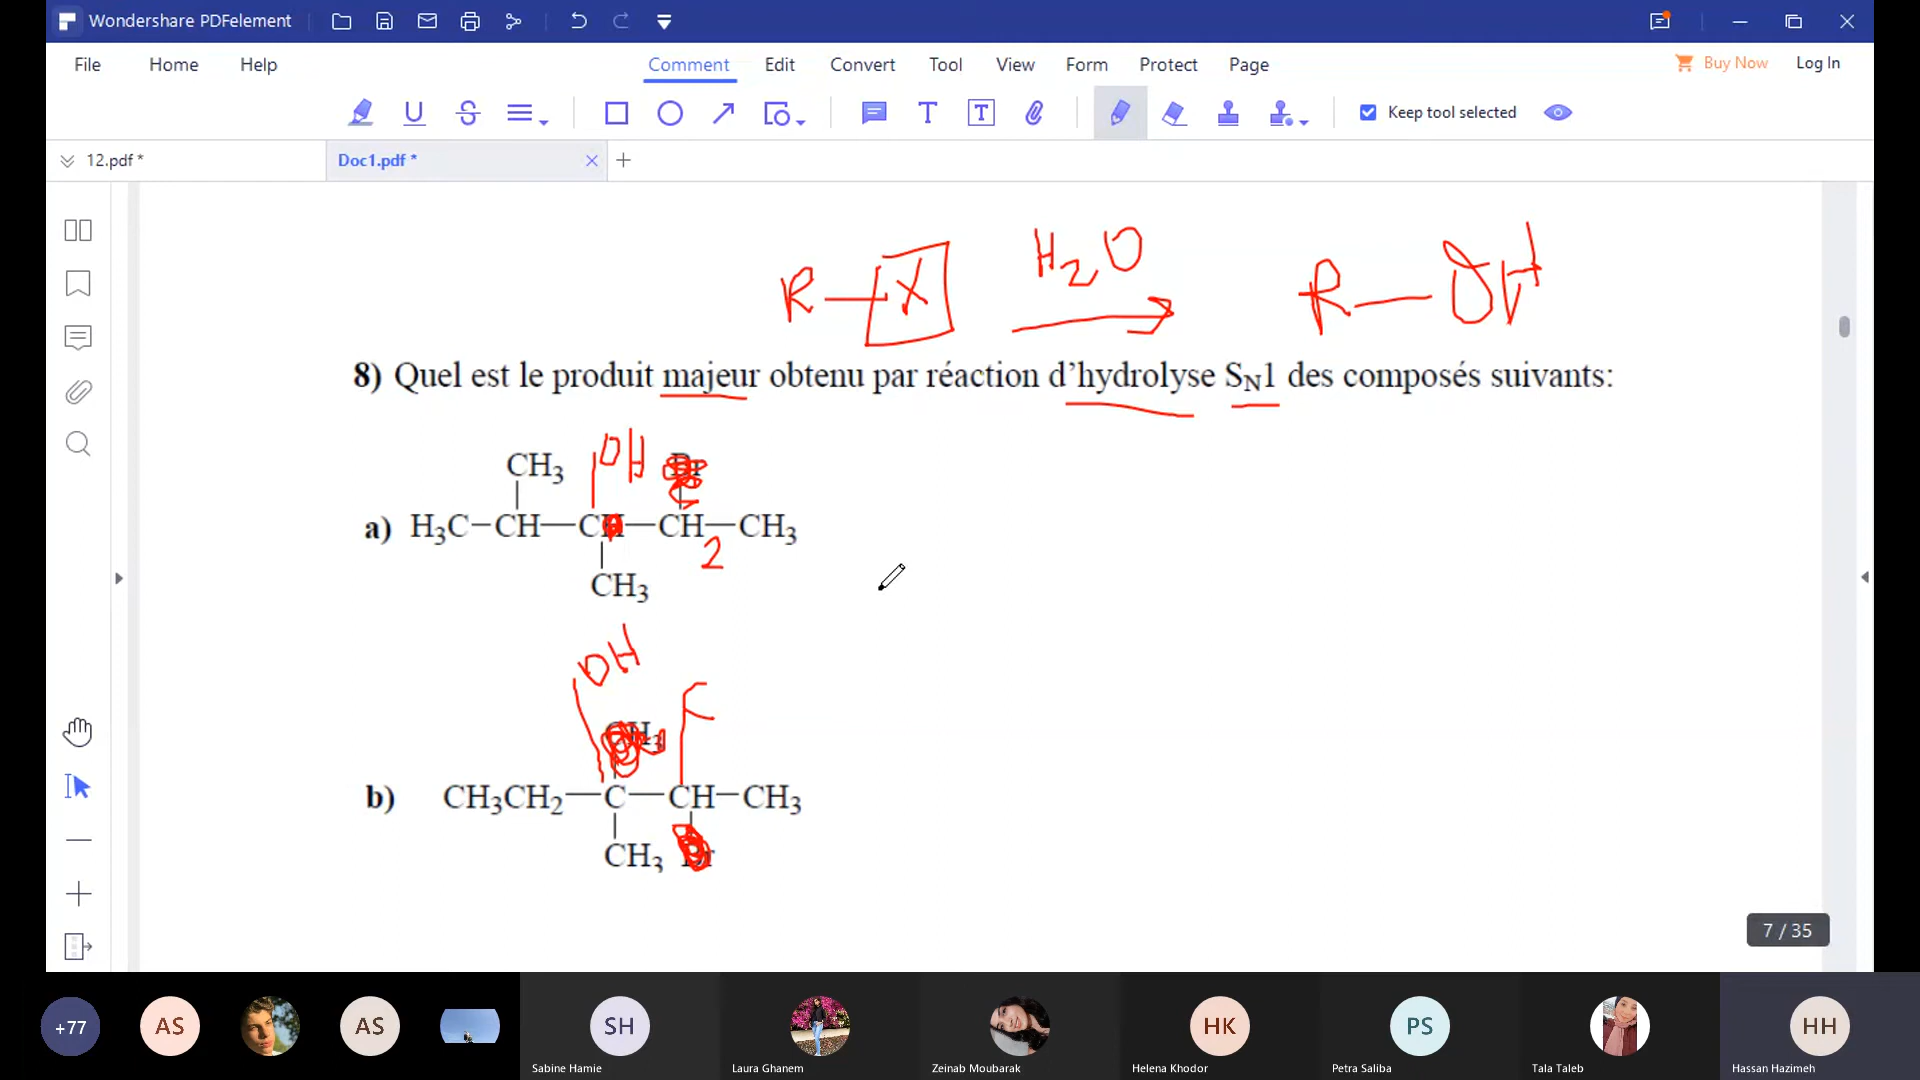 Wondershare PDFelement
File Home Help Comment Edit Convert Tool View Form Protect Page Buy Now Log In
Keep tool selected
12.pdf * Doc1.pdf *
R—X H2O R—OH
8) Quel est le produit majeur obtenu par réaction d’hydrolyse SN1 des composés suivants:
CH3 OH Br
a) H3C−CH—CH—CH—CH3
2
CH3
OH
CH3
b) CH3CH2—C—CH−CH3
CH3 Br
7 / 35
+77 AS AS SH HK PS HH
Sabine Hamie Laura Ghanem Zeinab Moubarak Helena Khodor Petra Saliba Tala Taleb Hassan Hazimeh